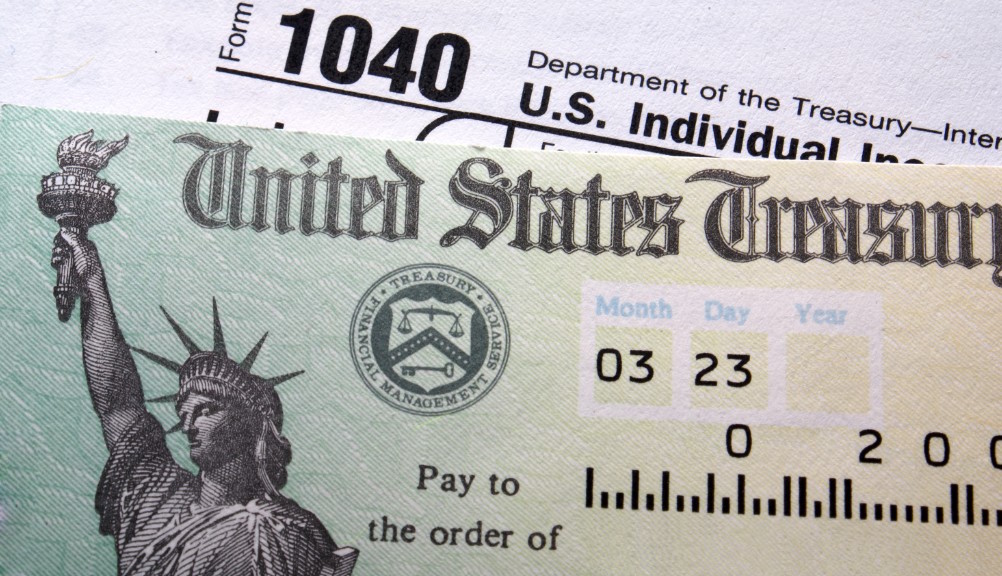 Form 1040
Department of the Treasury—Inter
U.S. Individual Inco
United States Treasury
TREASURY
FINANCIAL MANAGEMENT SERVICE
Month Day Year
03 23
0 2 0 0
Pay to
the order of